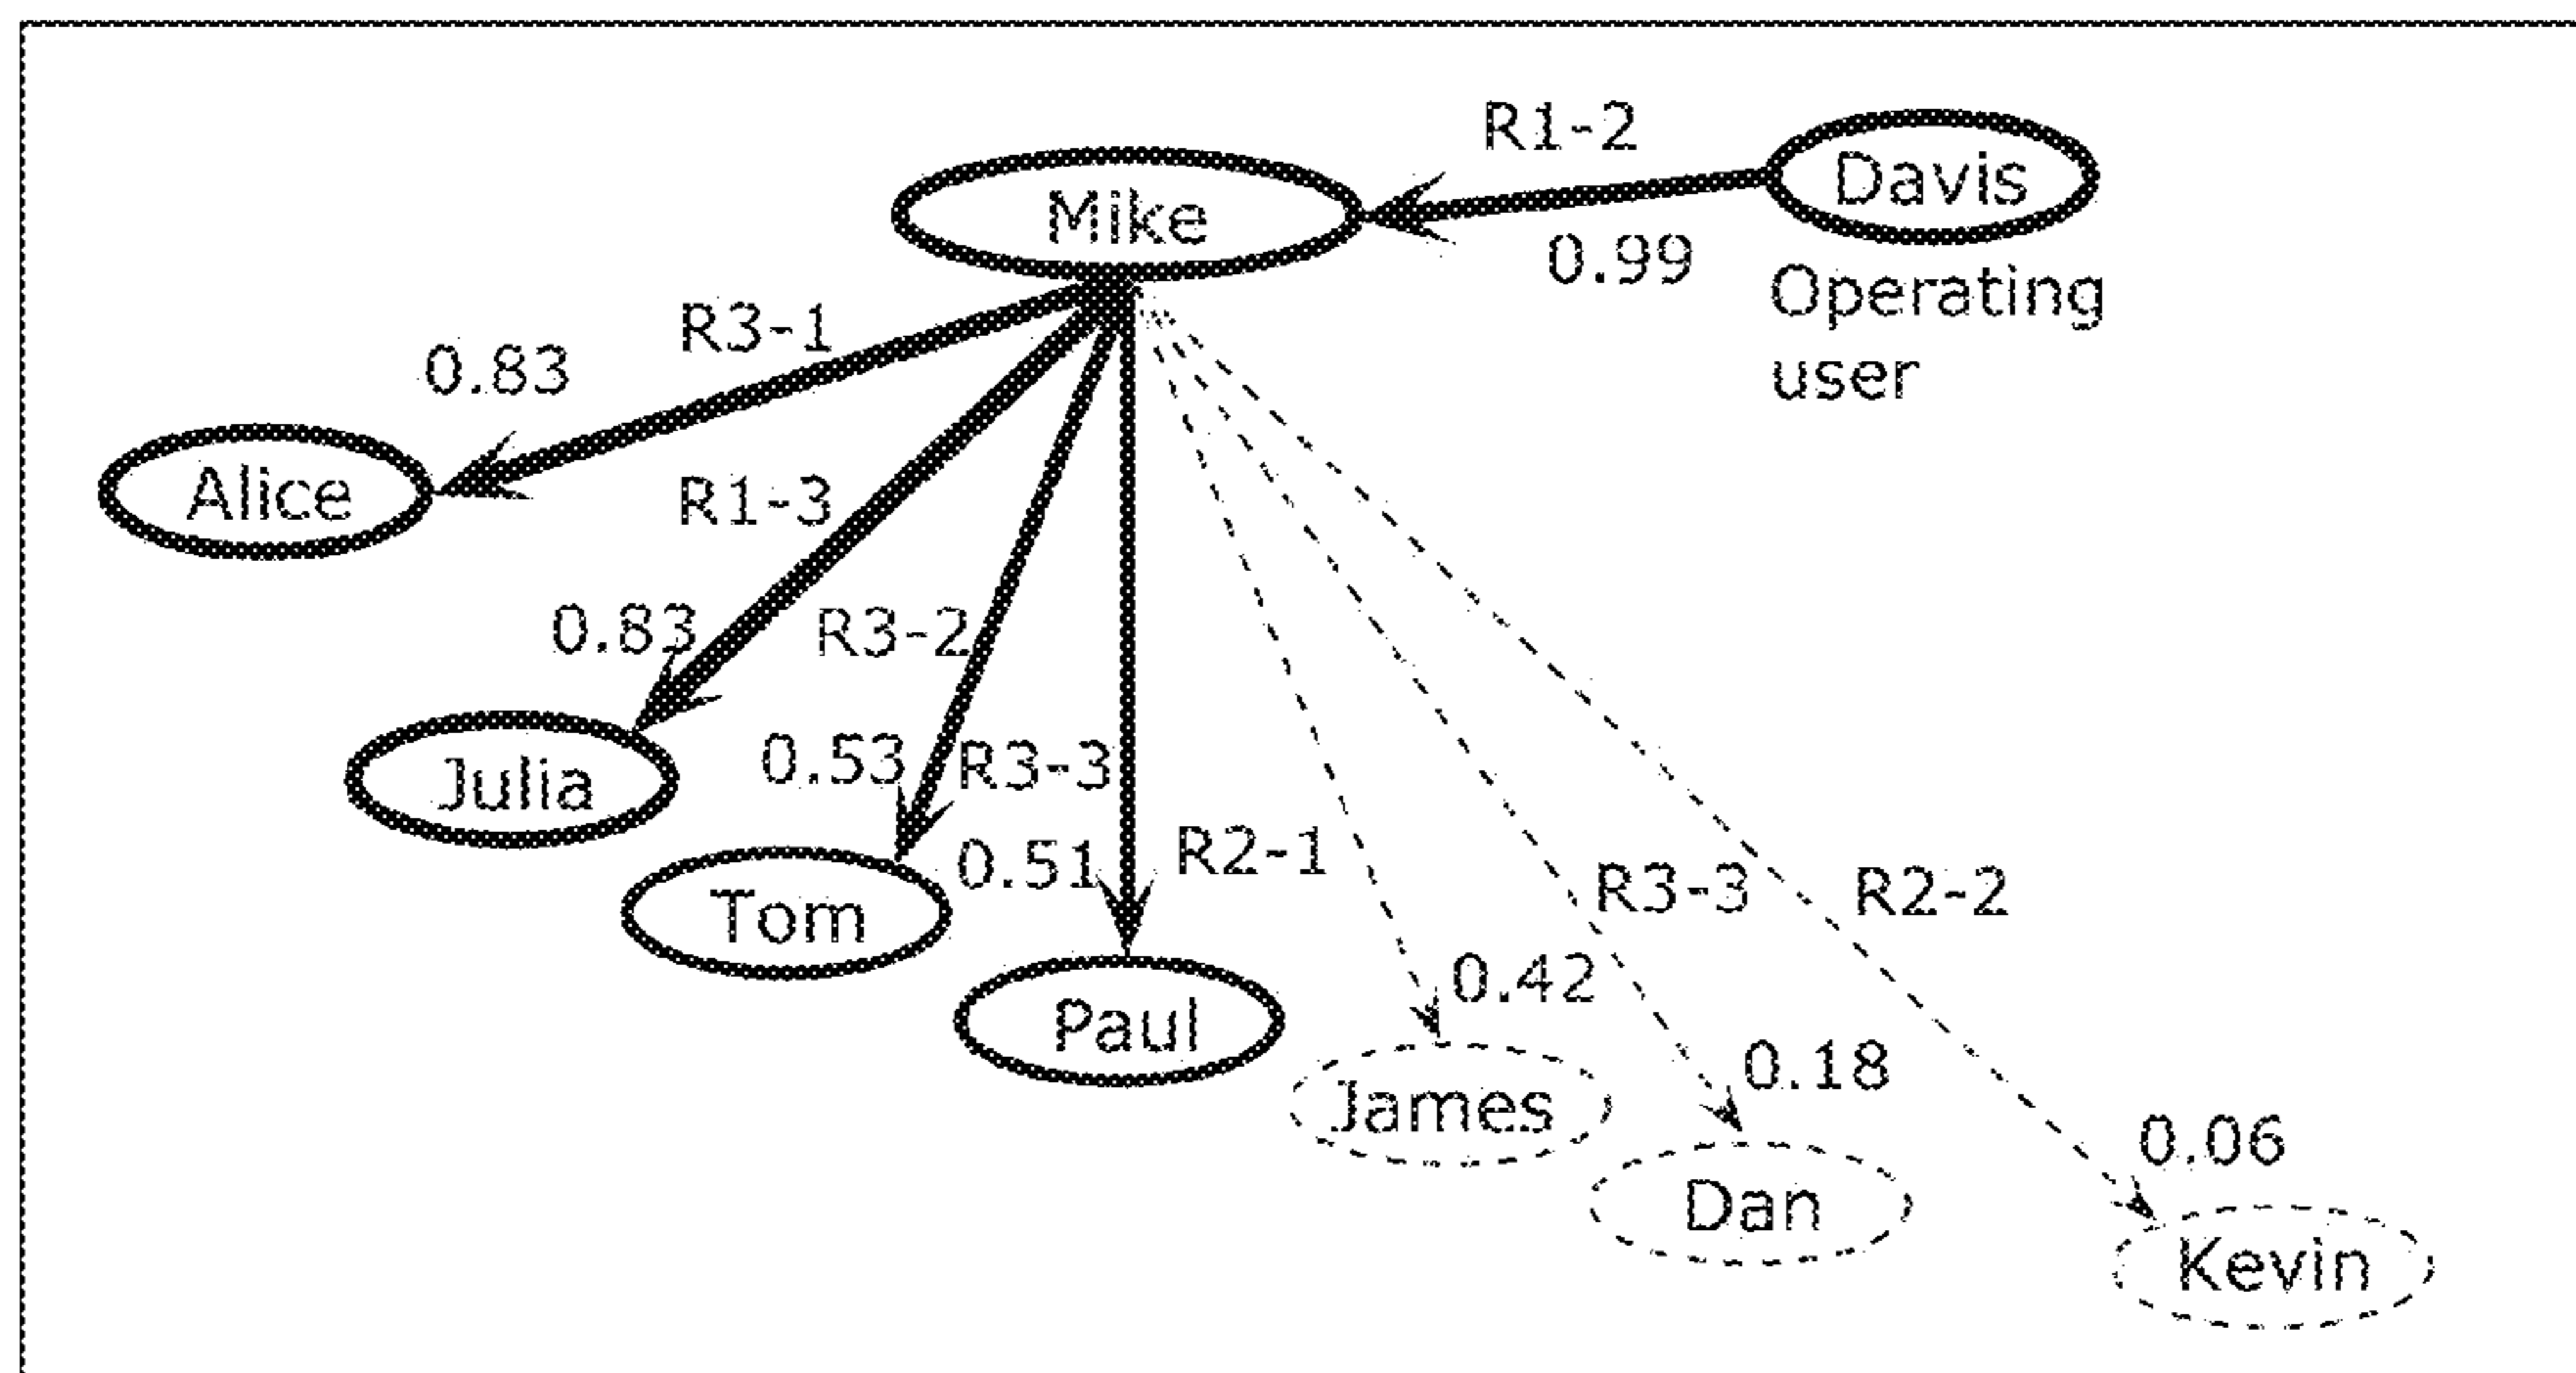 R1-2
Davis
Mike
0.99
Operating
user
R3-1
0.83
Alice
R1-3
0.83
R3-2
Julia
0.53
R3-3
0.51
R2-1
Tom
R3-3
R2-2
Paul
0.42
James
0.18
Dan
0.06
Kevin